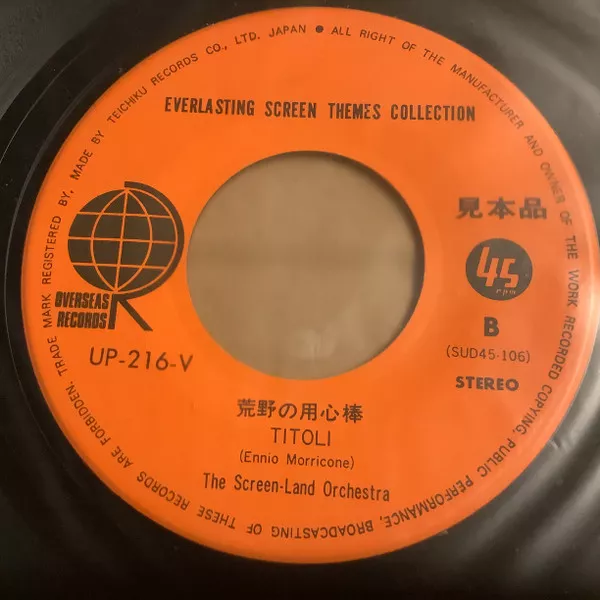 TRADE MARK REGISTERED BY, MADE BY TEICHIKU RECORDS CO., LTD. JAPAN ● ALL RIGHT OF THE MANUFACTURER AND OWNER OF THE WORK RECORDED COPYING, PUBLIC PERFORMANCE, BROADCASTING OF THESE RECORDS ARE FORBIDDEN.
EVERLASTING SCREEN THEMES COLLECTION
見本品
45
rpm
OVERSEAS
RECORDS
B
(SUD45-106)
UP-216-V
STEREO
荒野の用心棒
TITOLI
(Ennio Morricone)
The Screen-Land Orchestra